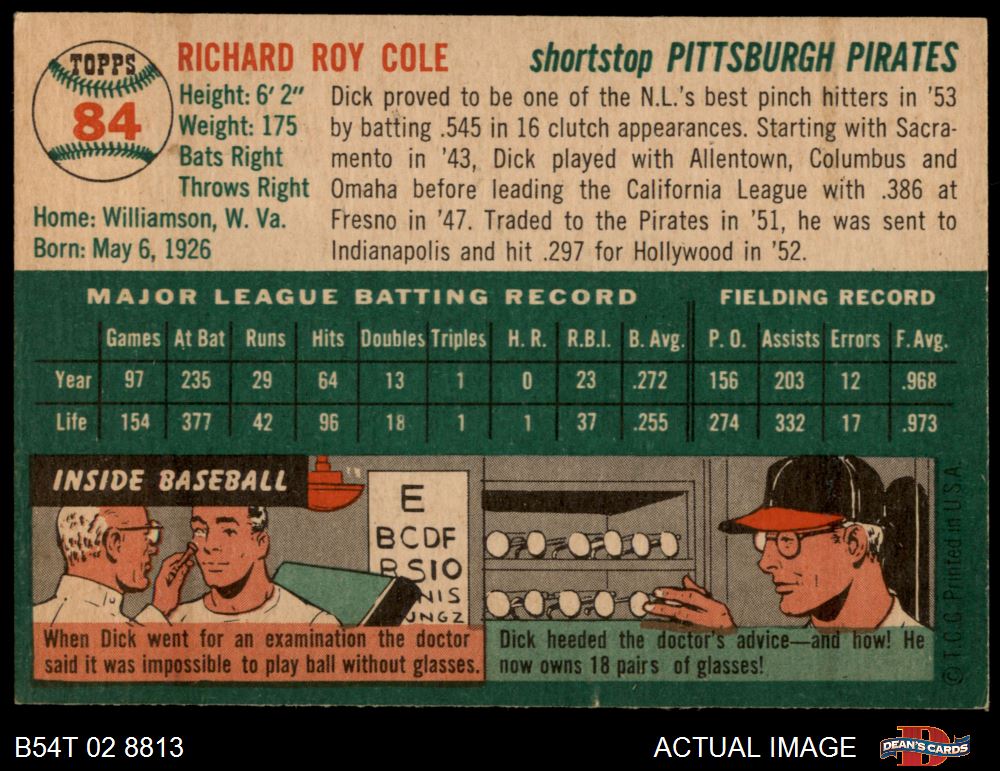 TOPPS
84
RICHARD ROY COLE
shortstop PITTSBURGH PIRATES
Height: 6' 2"
Weight: 175
Bats Right
Throws Right
Home: Williamson, W. Va.
Born: May 6, 1926
Dick proved to be one of the N.L.'s best pinch hitters in '53
by batting .545 in 16 clutch appearances. Starting with Sacra-
mento in '43, Dick played with Allentown, Columbus and
Omaha before leading the California League with .386 at
Fresno in '47. Traded to the Pirates in '51, he was sent to
Indianapolis and hit .297 for Hollywood in '52.
MAJOR LEAGUE BATTING RECORD FIELDING RECORD
Games At Bat Runs Hits Doubles Triples H. R. R.B.I. B. Avg. P. O. Assists Errors F. Avg.
Year 97 235 29 64 13 1 0 23 .272 156 203 12 .968
Life 154 377 42 96 18 1 1 37 .255 274 332 17 .973
INSIDE BASEBALL
E
BCDF
BSIO
NIS
UNGZ
When Dick went for an examination the doctor
said it was impossible to play ball without glasses.
Dick heeded the doctor's advice—and how! He
now owns 18 pairs of glasses!
© T.C.G. Printed in U.S.A.
B54T 02 8813
ACTUAL IMAGE
DEAN'S CARDS